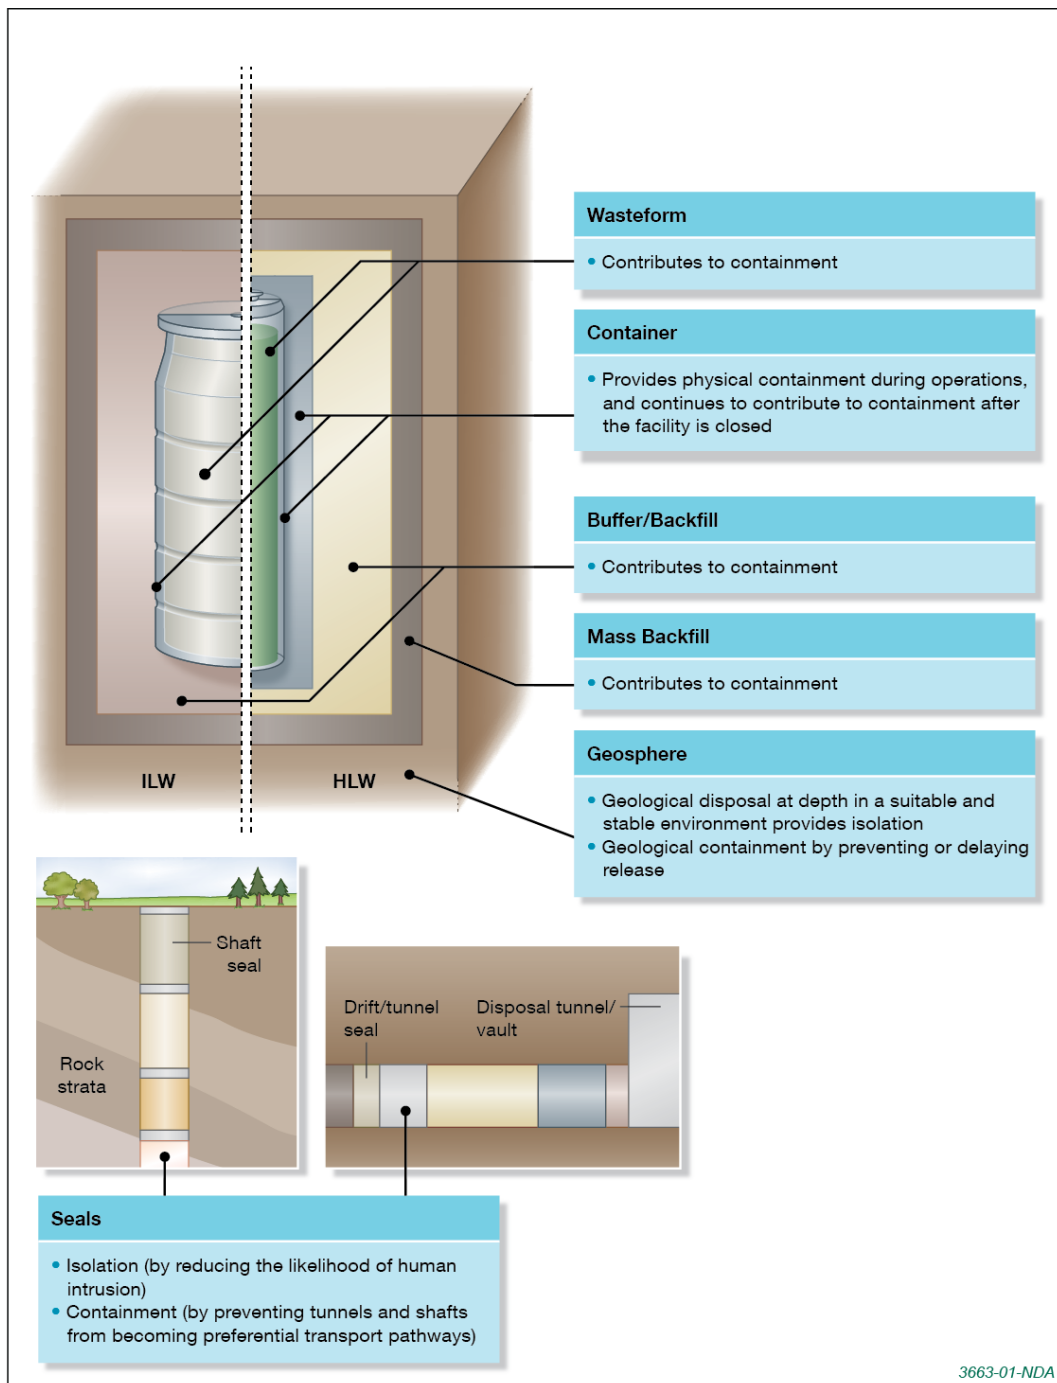 Wasteform
• Contributes to containment
Container
• Provides physical containment during operations,
and continues to contribute to containment after
the facility is closed
Buffer/Backfill
• Contributes to containment
Mass Backfill
• Contributes to containment
Geosphere
• Geological disposal at depth in a suitable and
stable environment provides isolation
• Geological containment by preventing or delaying
release
ILW
HLW
Shaft
seal
Rock
strata
Drift/tunnel
seal
Disposal tunnel/
vault
Seals
• Isolation (by reducing the likelihood of human
intrusion)
• Containment (by preventing tunnels and shafts
from becoming preferential transport pathways)
3663-01-NDA